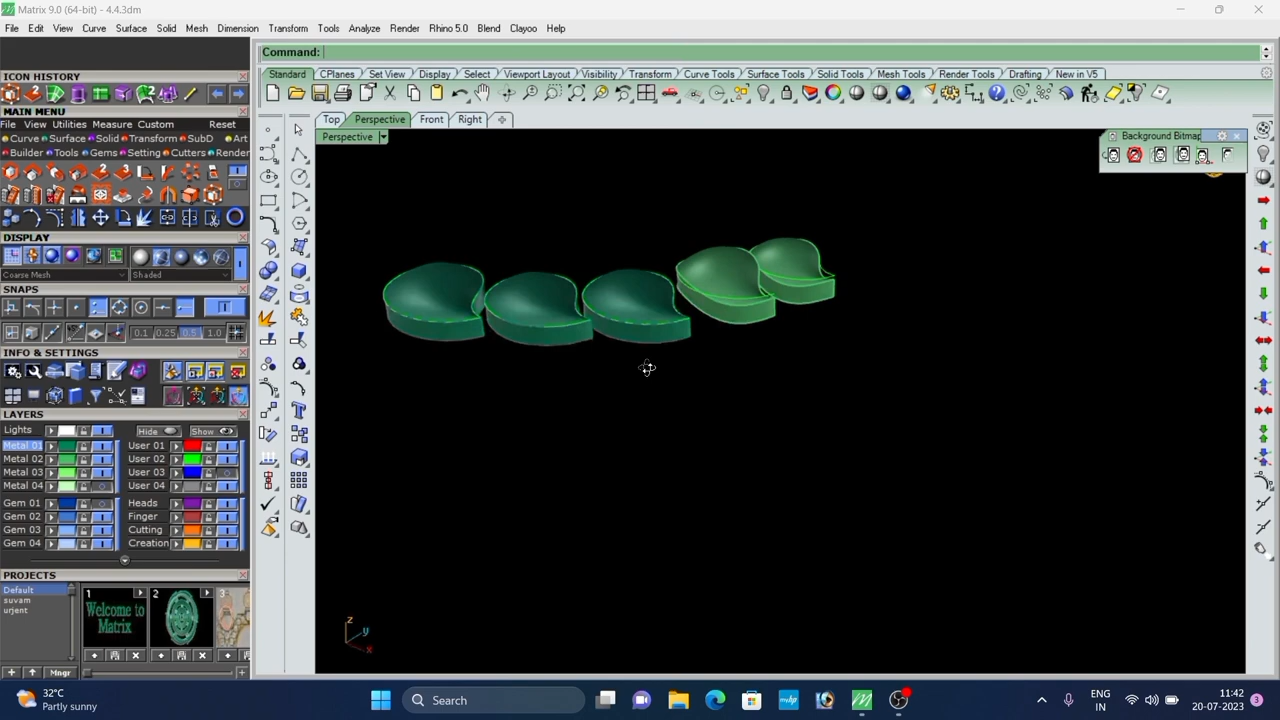 Matrix 9.0 (64-bit) - 4.4.3dm
File Edit View Curve Surface Solid Mesh Dimension Transform Tools Analyze Render Rhino 5.0 Blend Clayoo Help
Command:
ICON HISTORY
Standard CPlanes Set View Display Select Viewport Layout Visibility Transform Curve Tools Surface Tools Solid Tools Mesh Tools Render Tools Drafting New in V5
MAIN MENU
File View Utilities Measure Custom Reset
Top Perspective Front Right
Curve Surface Solid Transform SubD Art
Perspective
Background Bitmap
Builder Tools Gems Setting Cutters Render
DISPLAY
Coarse Mesh Shaded
SNAPS
0.1 0.25 0.5 1.0
INFO & SETTINGS
LAYERS
Lights Hide Show
Metal 01 User 01
Metal 02 User 02
Metal 03 User 03
Metal 04 User 04
Gem 01 Heads
Gem 02 Finger
Gem 03 Cutting
Gem 04 Creation
PROJECTS
Default
suvam
urjent
1 2 3
Welcome to
Matrix
Mngr
z
y
x
32°C
Partly sunny
Search
hp
ENG
IN
11:42
20-07-2023
3